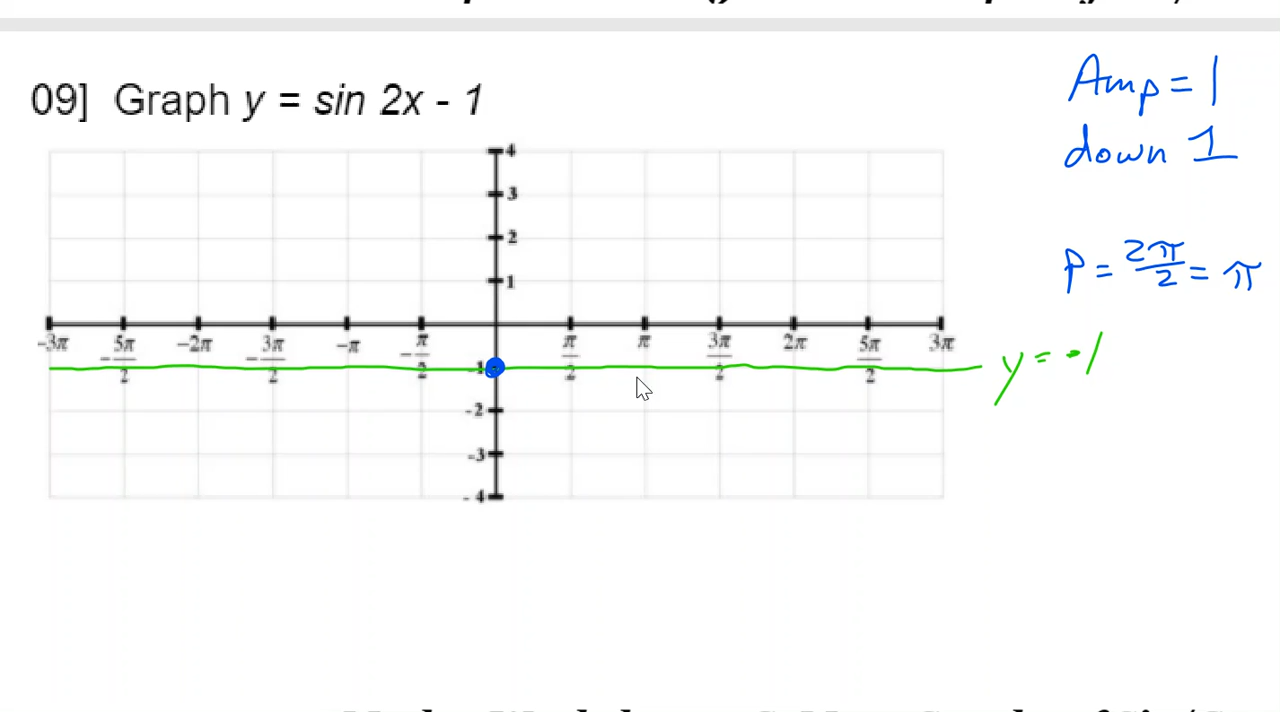 09] Graph y = sin 2x - 1
Amp = 1
down 1
P = 2π/2 = π
4
3
2
1
-3π -5π/2 -2π -3π/2 -π -π/2 π/2 π 3π/2 2π 5π/2 3π
-1
y = -1
-2
-3
-4